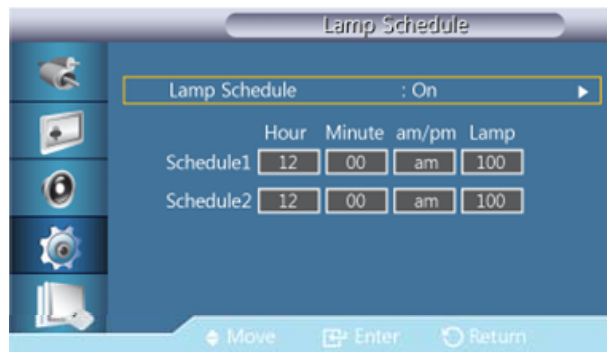 Lamp Schedule
Lamp Schedule : On
Hour Minute am/pm Lamp
Schedule1 12 00 am 100
Schedule2 12 00 am 100
Move Enter Return